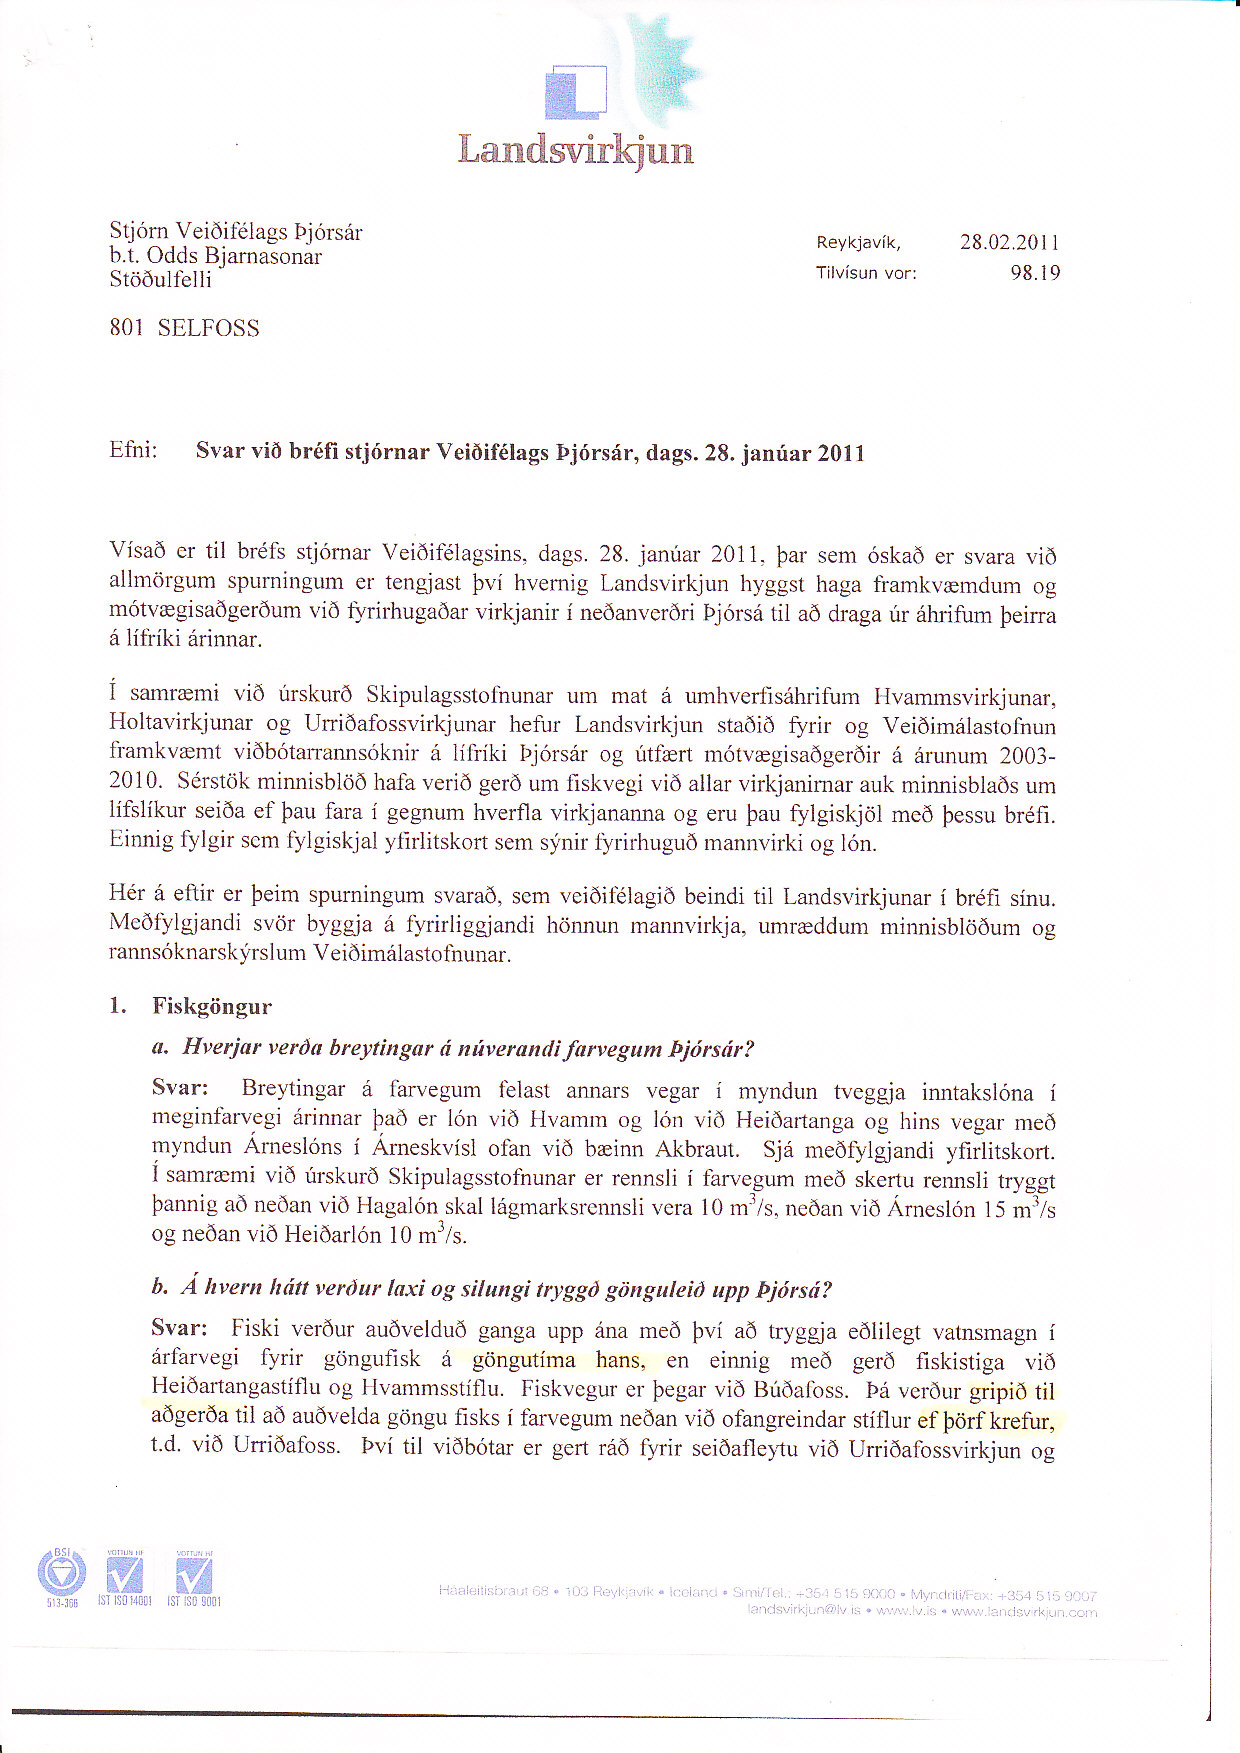 Landsvirkjun
Stjórn Veiðifélags Þjórsár
b.t. Odds Bjarnasonar
Stöðulfelli
801 SELFOSS
Reykjavík, 28.02.2011
Tilvísun vor: 98.19
Efni: Svar við bréfi stjórnar Veiðifélags Þjórsár, dags. 28. janúar 2011
Vísað er til bréfs stjórnar Veiðifélagsins, dags. 28. janúar 2011, þar sem óskað er svara við
allmörgum spurningum er tengjast því hvernig Landsvirkjun hyggst haga framkvæmdum og
mótvægisaðgerðum við fyrirhugaðar virkjanir í neðanverðri Þjórsá til að draga úr áhrifum þeirra
á lífríki árinnar.
Í samræmi við úrskurð Skipulagsstofnunar um mat á umhverfisáhrifum Hvammsvirkjunar,
Holtavirkjunar og Urriðafossvirkjunar hefur Landsvirkjun staðið fyrir og Veiðimálastofnun
framkvæmt viðbótarrannsóknir á lífríki Þjórsár og útfært mótvægisaðgerðir á árunum 2003-
2010. Sérstök minnisblöð hafa verið gerð um fiskvegi við allar virkjanirnar auk minnisblaðs um
lífslíkur seiða ef þau fara í gegnum hverfla virkjananna og eru þau fylgiskjöl með þessu bréfi.
Einnig fylgir sem fylgiskjal yfirlitskort sem sýnir fyrirhuguð mannvirki og lón.
Hér á eftir er þeim spurningum svarað, sem veiðifélagið beindi til Landsvirkjunar í bréfi sínu.
Meðfylgjandi svör byggja á fyrirliggjandi hönnun mannvirkja, umræddum minnisblöðum og
rannsóknarskýrslum Veiðimálastofnunar.
1. Fiskgöngur
a. Hverjar verða breytingar á núverandi farvegum Þjórsár?
Svar: Breytingar á farvegum felast annars vegar í myndun tveggja inntakslóna í
meginfarvegi árinnar það er lón við Hvamm og lón við Heiðartanga og hins vegar með
myndun Árneslóns í Árneskvísl ofan við bæinn Akbraut. Sjá meðfylgjandi yfirlitskort.
Í samræmi við úrskurð Skipulagsstofnunar er rennsli í farvegum með skertu rennsli tryggt
þannig að neðan við Hagalón skal lágmarksrennsli vera 10 m³/s, neðan við Árneslón 15 m³/s
og neðan við Heiðarlón 10 m³/s.
b. Á hvern hátt verður laxi og silungi tryggð gönguleið upp Þjórsá?
Svar: Fiski verður auðvelduð ganga upp ána með því að tryggja eðlilegt vatnsmagn í
árfarvegi fyrir göngufisk á göngutíma hans, en einnig með gerð fiskistiga við
Heiðartangastíflu og Hvammsstíflu. Fiskvegur er þegar við Búðafoss. Þá verður gripið til
aðgerða til að auðvelda göngu fisks í farvegum neðan við ofangreindar stíflur ef þörf krefur,
t.d. við Urriðafoss. Því til viðbótar er gert ráð fyrir seiðafleytu við Urriðafossvirkjun og
BSI
513-366
VOTTUN HF
IST ISO 14001
VOTTUN HF
IST ISO 9001
Háaleitisbraut 68 • 103 Reykjavík • Iceland • Sími/Tel.: +354 515 9000 • Myndriti/Fax: +354 515 9007
landsvirkjun@lv.is • www.lv.is • www.landsvirkjun.com